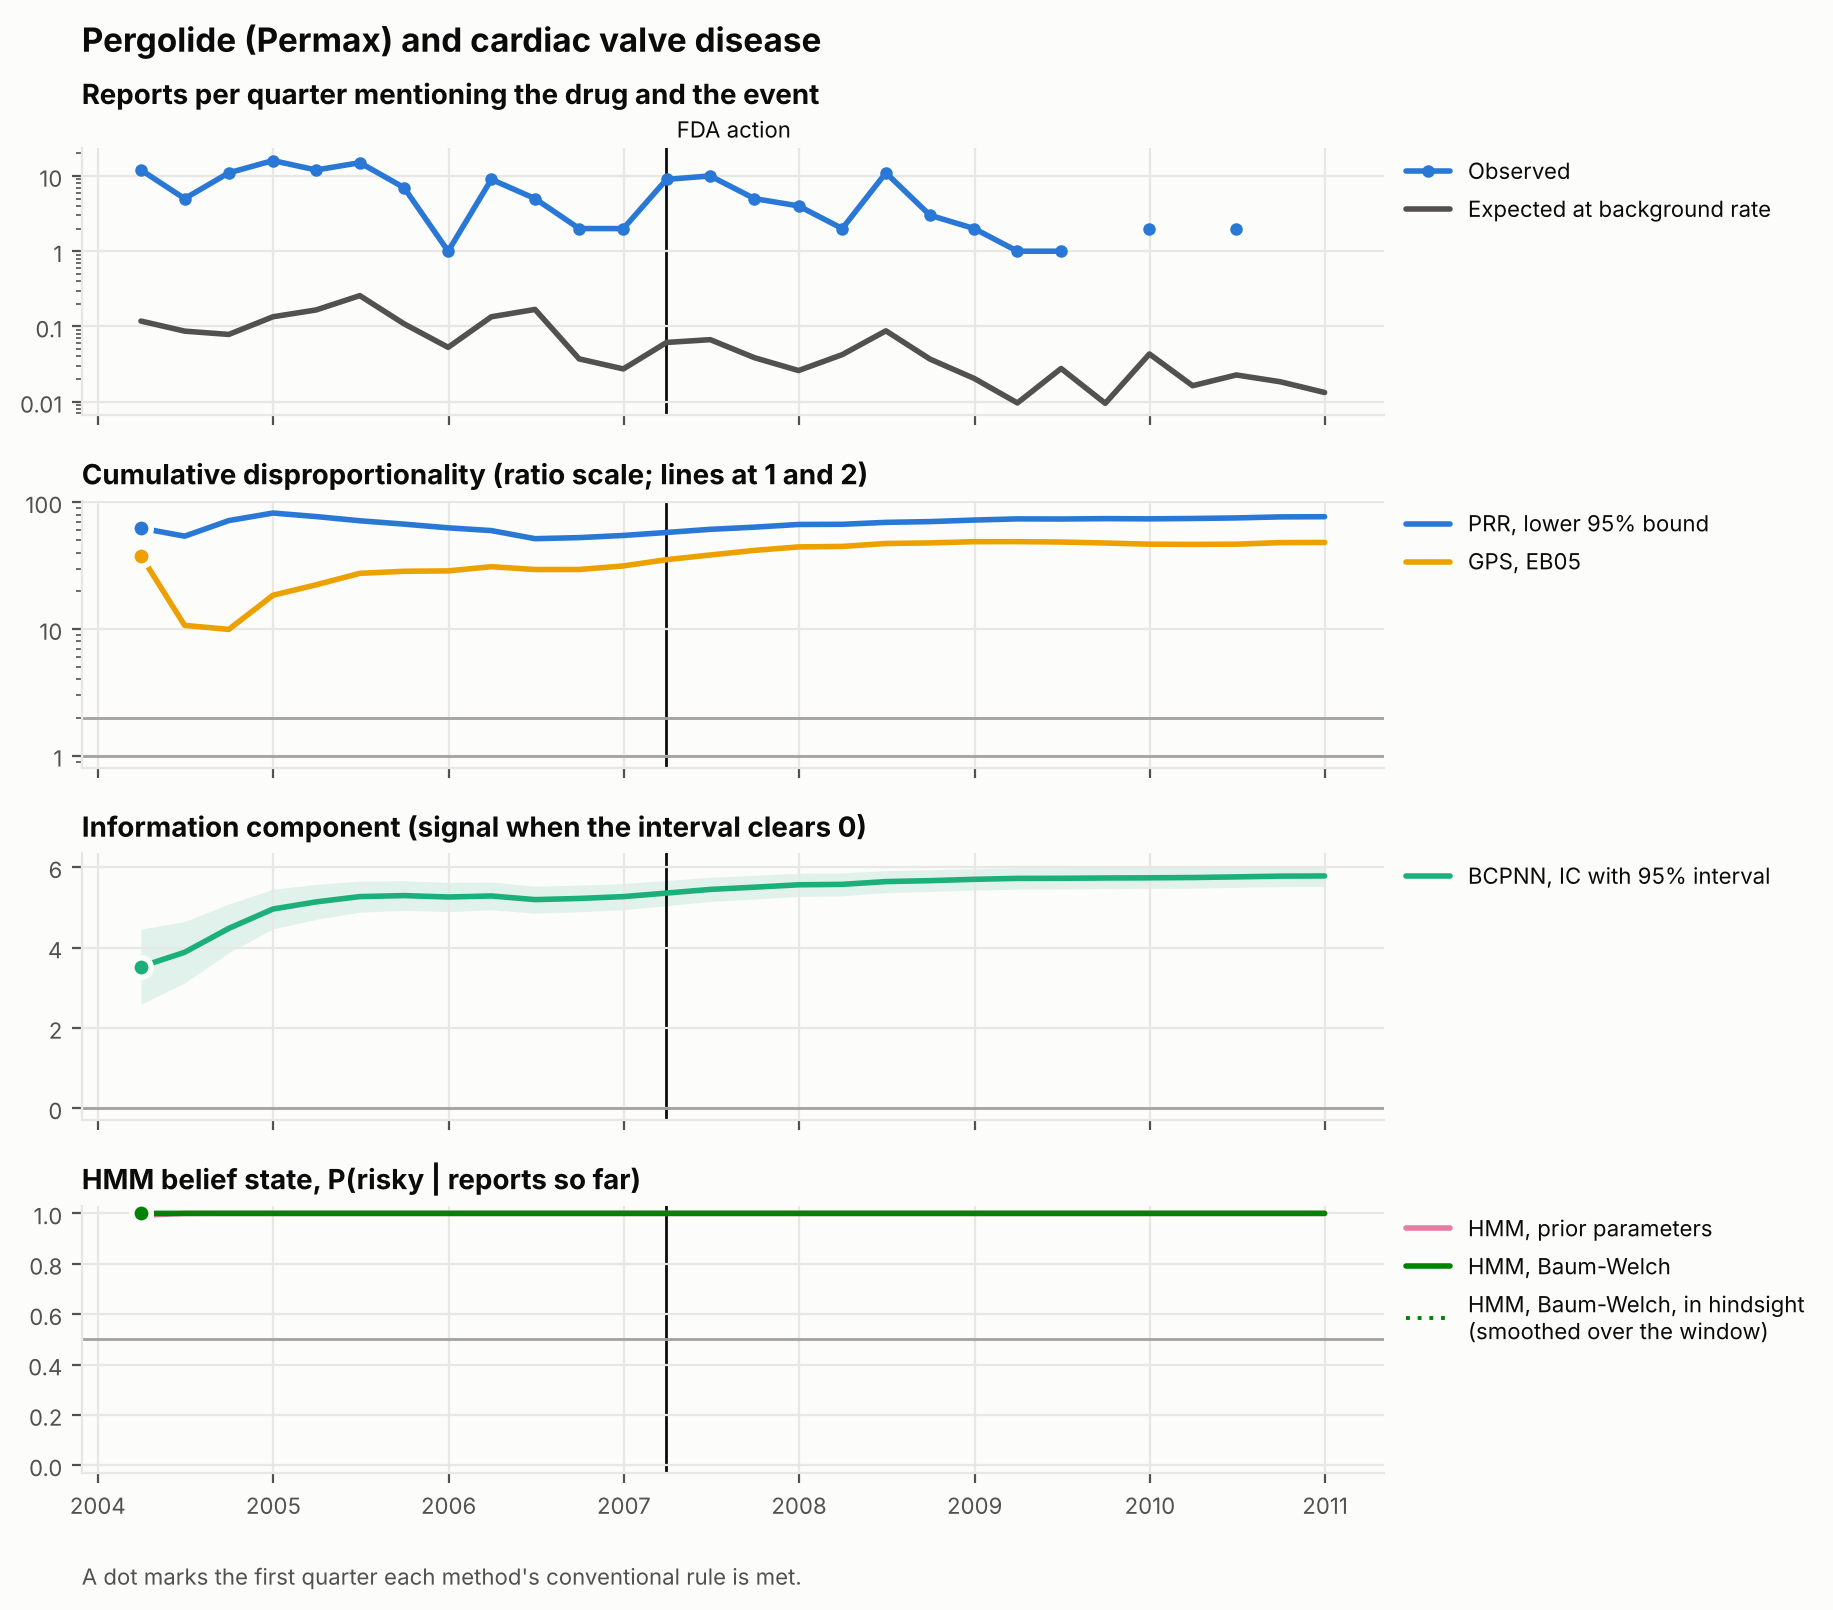 Pergolide (Permax) and cardiac valve disease
Reports per quarter mentioning the drug and the event
FDA action
10
1
0.1
0.01
Observed
Expected at background rate
Cumulative disproportionality (ratio scale; lines at 1 and 2)
100
10
1
PRR, lower 95% bound
GPS, EB05
Information component (signal when the interval clears 0)
6
4
2
0
BCPNN, IC with 95% interval
HMM belief state, P(risky | reports so far)
1.0
0.8
0.6
0.4
0.2
0.0
HMM, prior parameters
HMM, Baum-Welch
HMM, Baum-Welch, in hindsight
(smoothed over the window)
2004 2005 2006 2007 2008 2009 2010 2011
A dot marks the first quarter each method's conventional rule is met.